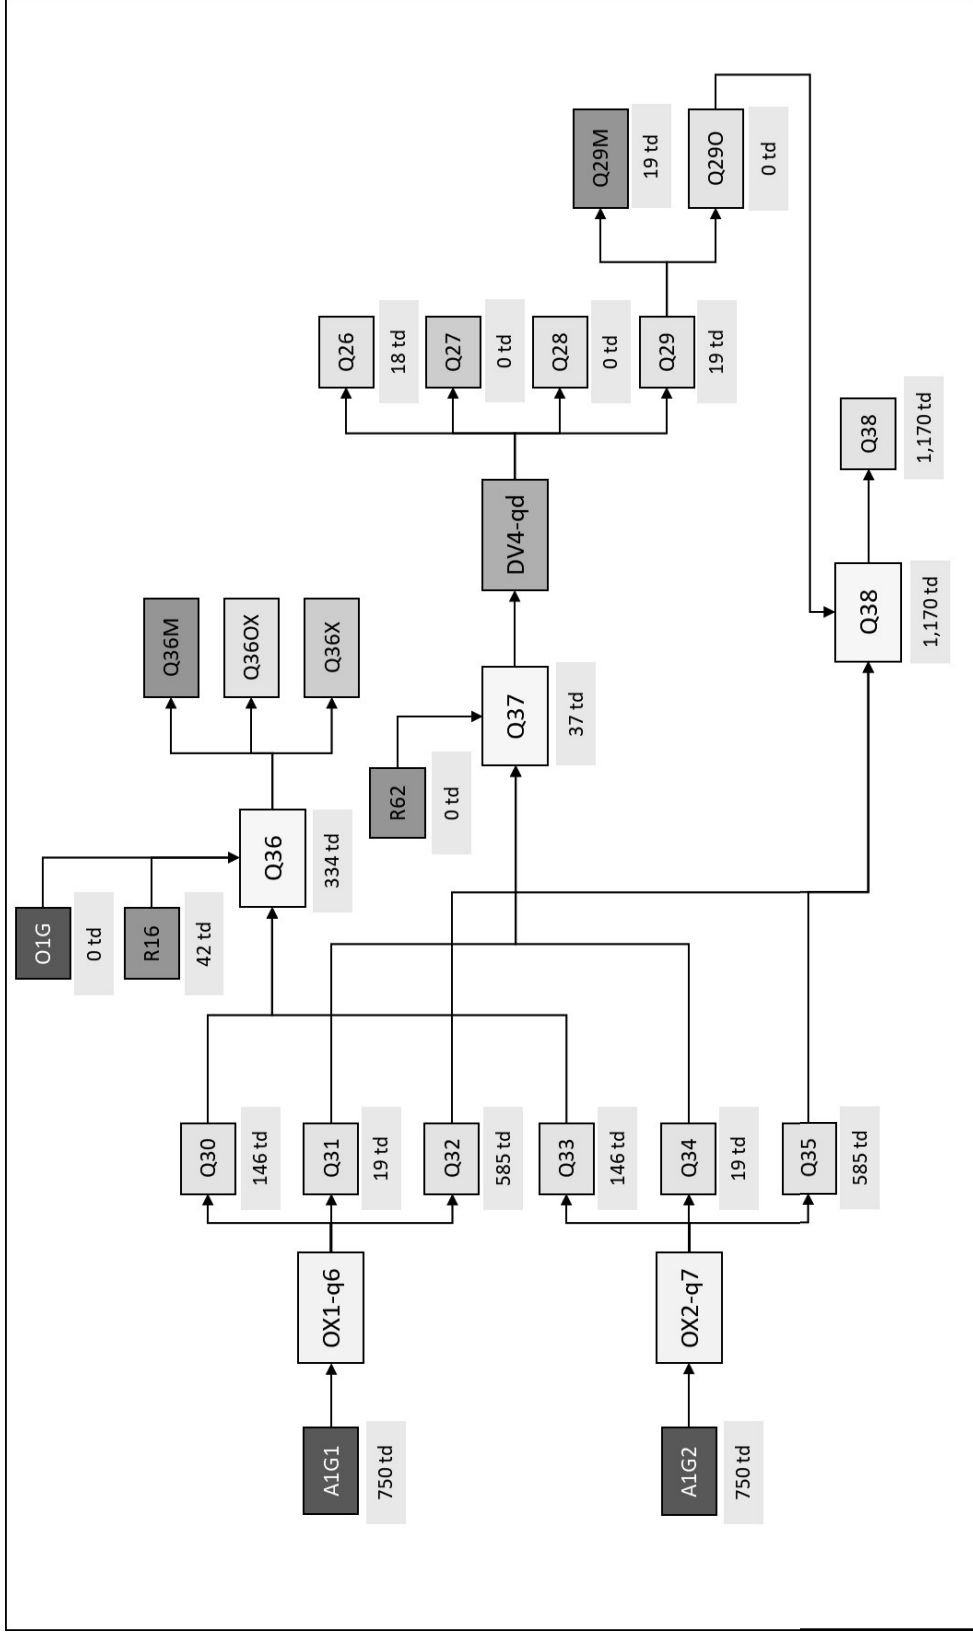 A1G1
750 td
A1G2
750 td
OX1-q6
OX2-q7
Q30
146 td
Q31
19 td
Q32
585 td
Q33
146 td
Q34
19 td
Q35
585 td
O1G
0 td
R16
42 td
Q36
334 td
Q36M
Q36OX
Q36X
R62
0 td
Q37
37 td
DV4-qd
Q26
18 td
Q27
0 td
Q28
0 td
Q29
19 td
Q29M
19 td
Q29O
0 td
Q38
1,170 td
Q38
1,170 td